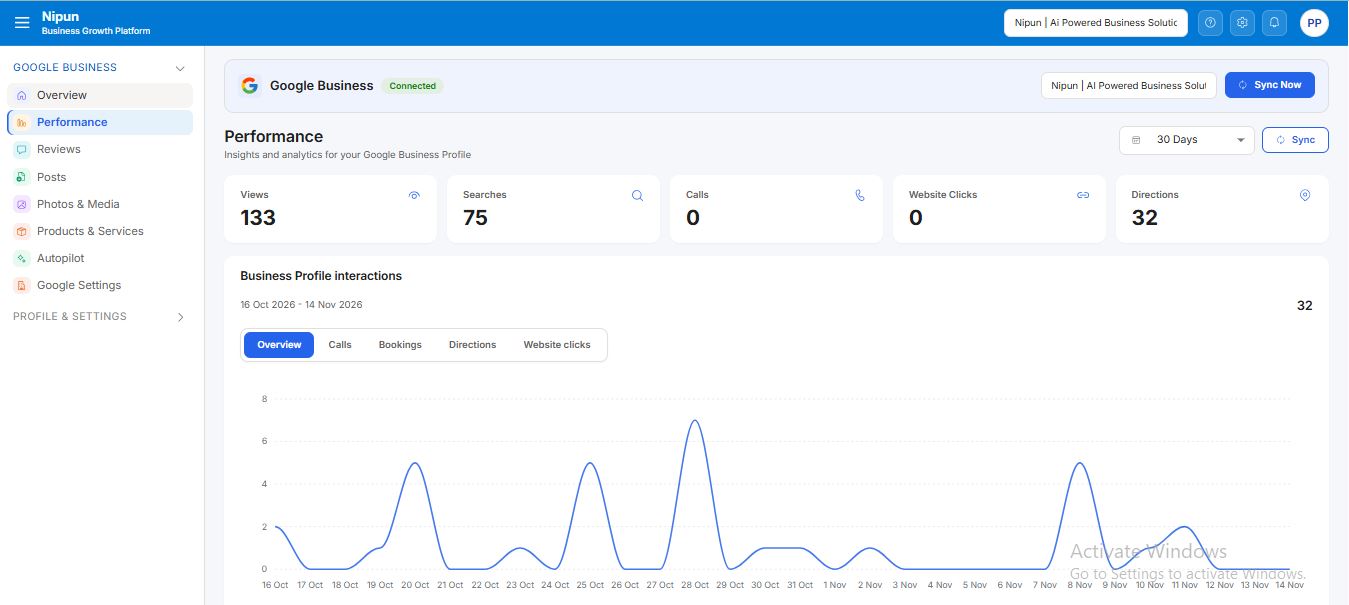 Nipun
Business Growth Platform
Nipun | Ai Powered Business Solutic
PP
GOOGLE BUSINESS
Overview
Performance
Reviews
Posts
Photos & Media
Products & Services
Autopilot
Google Settings
PROFILE & SETTINGS
Google Business
Connected
Nipun | AI Powered Business Solut
Sync Now
Performance
Insights and analytics for your Google Business Profile
30 Days
Sync
Views
133
Searches
75
Calls
0
Website Clicks
0
Directions
32
Business Profile interactions
16 Oct 2026 - 14 Nov 2026
32
Overview Calls Bookings Directions Website clicks
8
6
4
2
0
16 Oct 17 Oct 18 Oct 19 Oct 20 Oct 21 Oct 22 Oct 23 Oct 24 Oct 25 Oct 26 Oct 27 Oct 28 Oct 29 Oct 30 Oct 31 Oct 1 Nov 2 Nov 3 Nov 4 Nov 5 Nov 6 Nov 7 Nov 8 Nov 9 Nov 10 Nov 11 Nov 12 Nov 13 Nov 14 Nov
Activate Windows
Go to Settings to activate Windows.